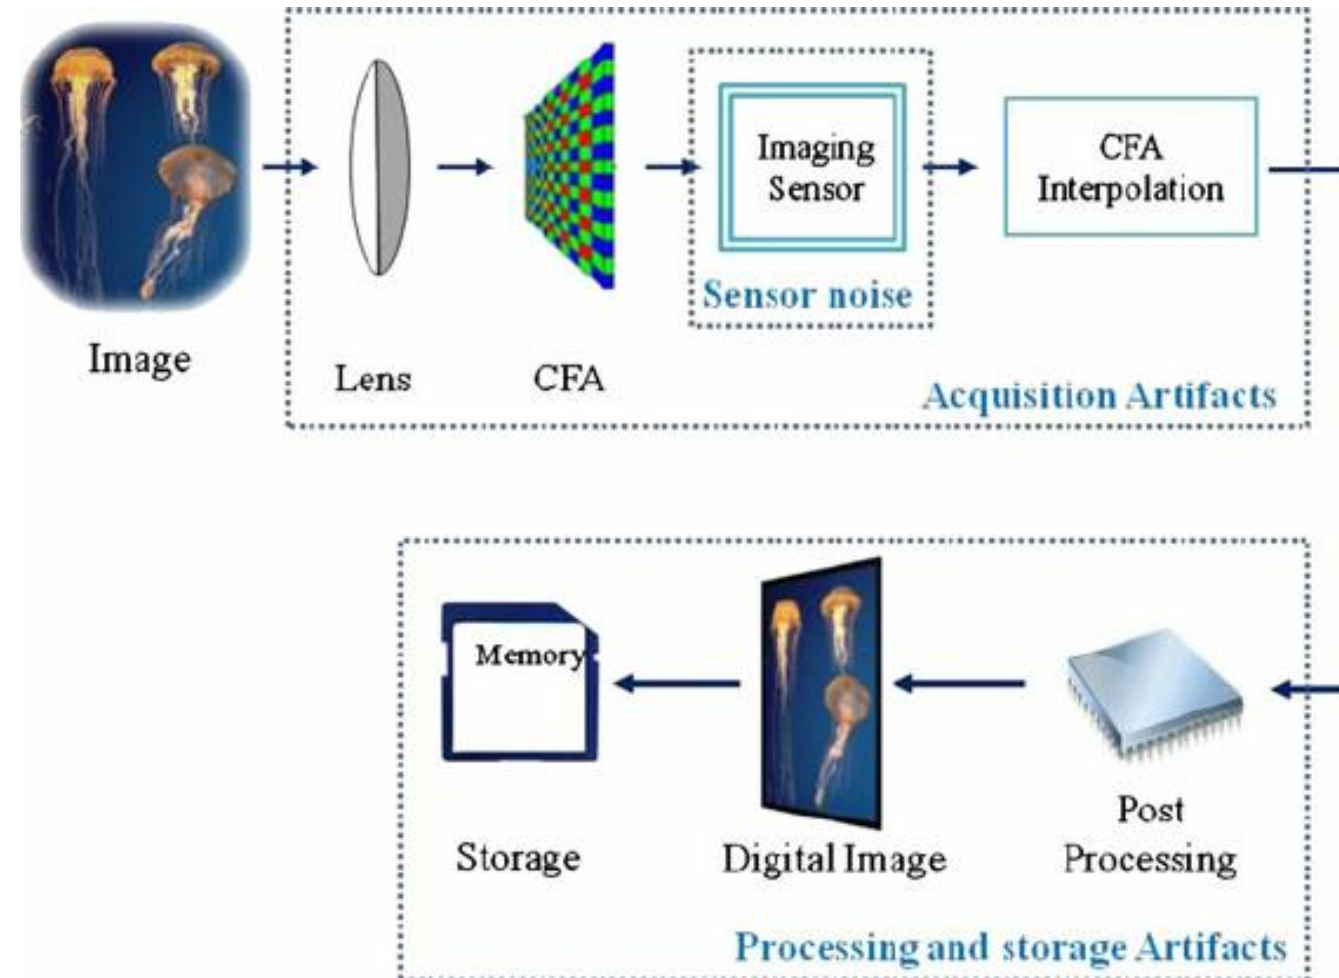 Imaging
Sensor
CFA
Interpolation
Sensor noise
Image
Lens
CFA
Acquisition Artifacts
Memory
Post
Processing
Storage
Digital Image
Processing and storage Artifacts